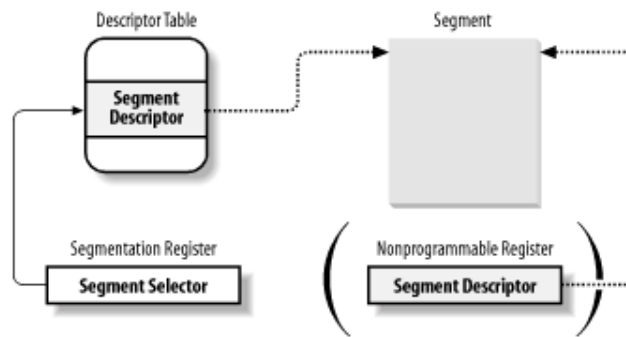 Descriptor Table
Segment
Segment
Descriptor
Segmentation Register
Nonprogrammable Register
Segment Selector
Segment Descriptor